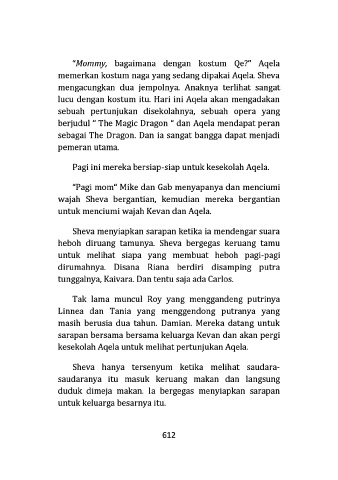 "Mommy, bagaimana dengan kostum Qe?" Aqela
memerkan kostum naga yang sedang dipakai Aqela. Sheva
mengacungkan dua jempolnya. Anaknya terlihat sangat
lucu dengan kostum itu. Hari ini Aqela akan mengadakan
sebuah pertunjukan disekolahnya, sebuah opera yang
berjudul " The Magic Dragon " dan Aqela mendapat peran
sebagai The Dragon. Dan ia sangat bangga dapat menjadi
pemeran utama.
Pagi ini mereka bersiap-siap untuk kesekolah Aqela.
"Pagi mom" Mike dan Gab menyapanya dan menciumi
wajah Sheva bergantian, kemudian mereka bergantian
untuk menciumi wajah Kevan dan Aqela.
Sheva menyiapkan sarapan ketika ia mendengar suara
heboh diruang tamunya. Sheva bergegas keruang tamu
untuk melihat siapa yang membuat heboh pagi-pagi
dirumahnya. Disana Riana berdiri disamping putra
tunggalnya, Kaivara. Dan tentu saja ada Carlos.
Tak lama muncul Roy yang menggandeng putrinya
Linnea dan Tania yang menggendong putranya yang
masih berusia dua tahun. Damian. Mereka datang untuk
sarapan bersama bersama keluarga Kevan dan akan pergi
kesekolah Aqela untuk melihat pertunjukan Aqela.
Sheva hanya tersenyum ketika melihat saudara-
saudaranya itu masuk keruang makan dan langsung
duduk dimeja makan. Ia bergegas menyiapkan sarapan
untuk keluarga besarnya itu.
612